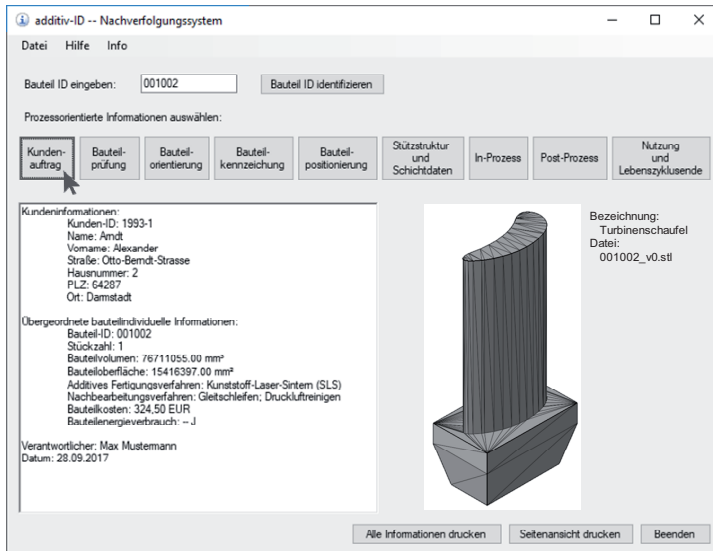 additiv-ID -- Nachverfolgungssystem
Datei Hilfe Info
Bauteil ID eingeben: 001002 Bauteil ID identifizieren
Prozessorientierte Informationen auswählen:
Kunden-
auftrag
Bauteil-
prüfung
Bauteil-
orientierung
Bauteil-
kennzeichung
Bauteil-
positionierung
Stützstruktur
und
Schichtdaten
In-Prozess
Post-Prozess
Nutzung
und
Lebenszyklusende
Kundeninformationen:
Kunden-ID: 1993-1
Name: Arndt
Vorname: Alexander
Straße: Otto-Berndt-Strasse
Hausnummer: 2
PLZ: 64287
Ort: Darmstadt
Übergeordnete bauteilindividuelle Informationen:
Bauteil-ID: 001002
Stückzahl: 1
Bauteilvolumen: 76711055.00 mm³
Bauteiloberfläche: 15416397.00 mm²
Additives Fertigungsverfahren: Kunststoff-Laser-Sintern (SLS)
Nachbearbeitungsverfahren: Gleitschleifen; Druckluftreinigen
Bauteilkosten: 324,50 EUR
Bauteilenergieverbrauch: -- J
Verantwortlicher: Max Mustermann
Datum: 28.09.2017
Bezeichnung:
Turbinenschaufel
Datei:
001002_v0.stl
Alle Informationen drucken Seitenansicht drucken Beenden